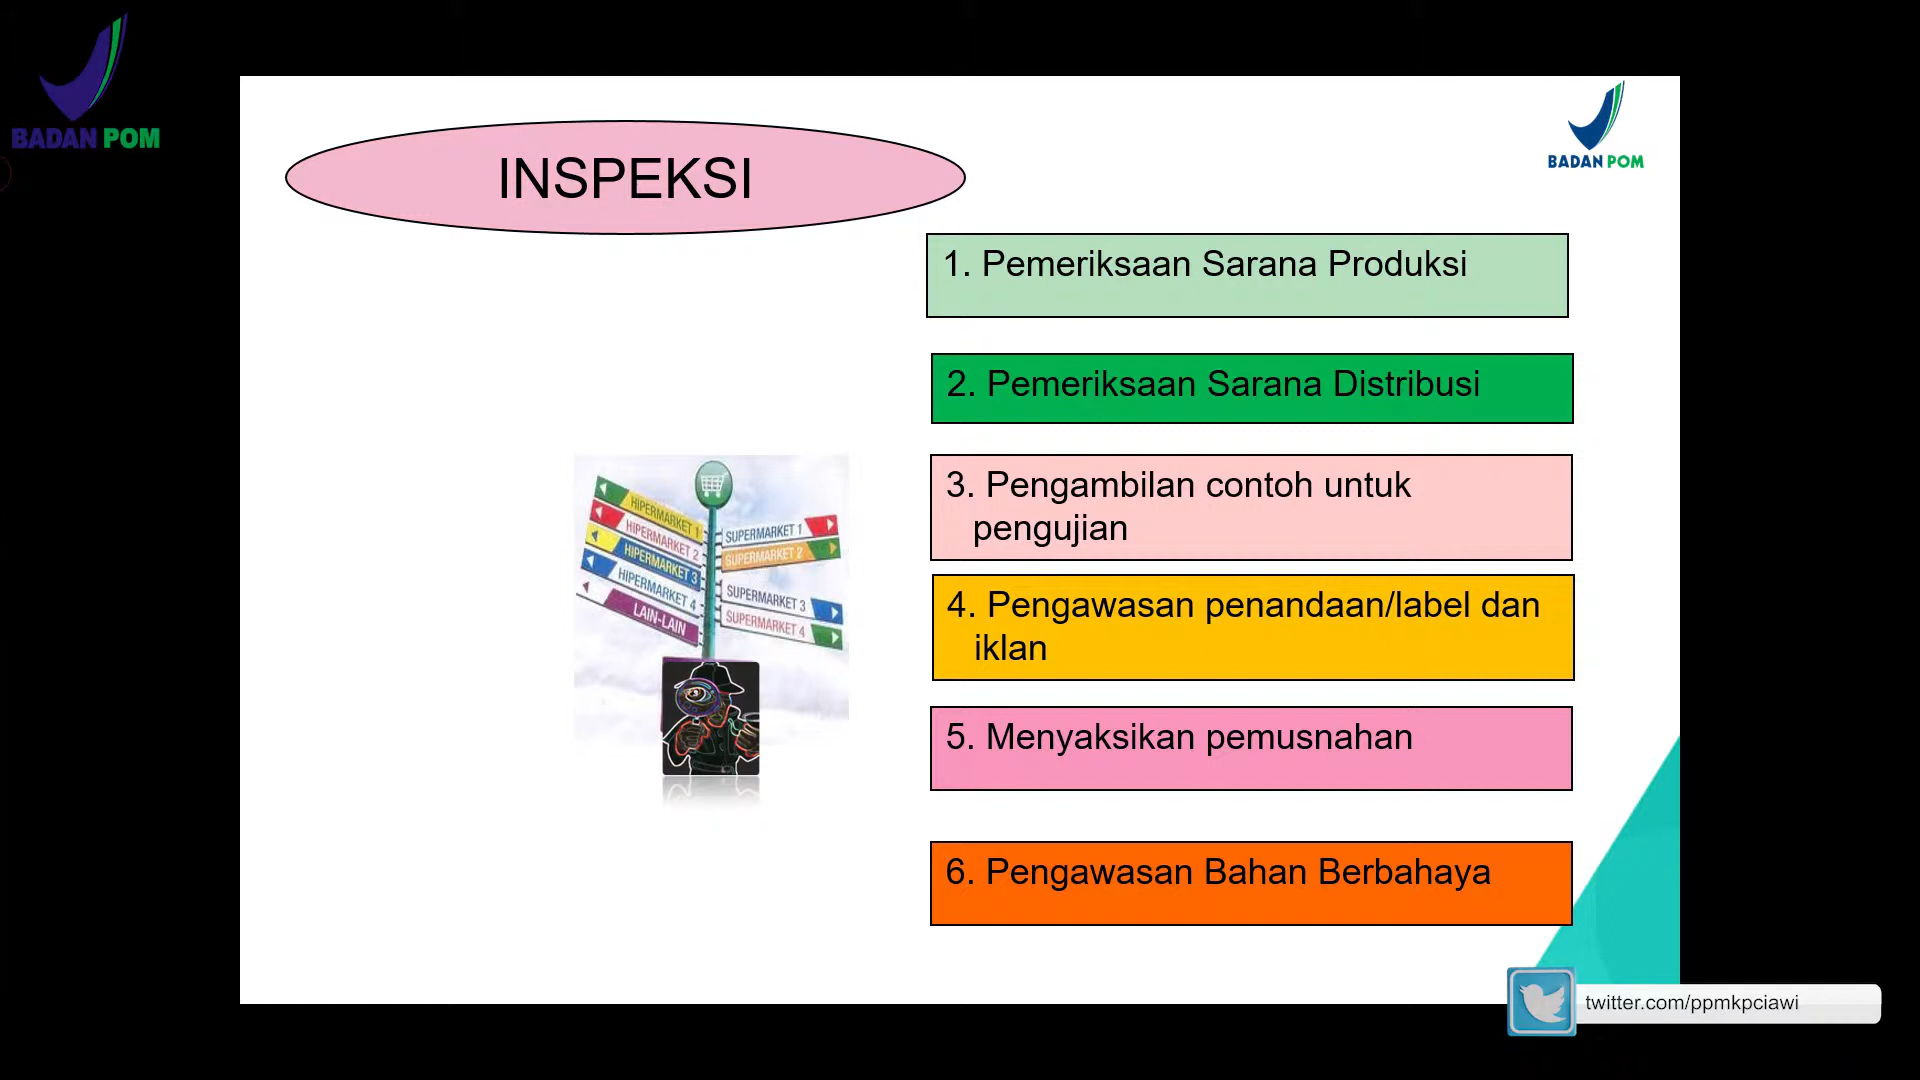 BADAN POM
BADAN POM
INSPEKSI
1. Pemeriksaan Sarana Produksi
2. Pemeriksaan Sarana Distribusi
3. Pengambilan contoh untuk
pengujian
4. Pengawasan penandaan/label dan
iklan
5. Menyaksikan pemusnahan
6. Pengawasan Bahan Berbahaya
HIPERMARKET 1
HIPERMARKET 2
HIPERMARKET 3
HIPERMARKET 4
LAIN-LAIN
SUPERMARKET 1
SUPERMARKET 2
SUPERMARKET 3
SUPERMARKET 4
twitter.com/ppmkpciawi